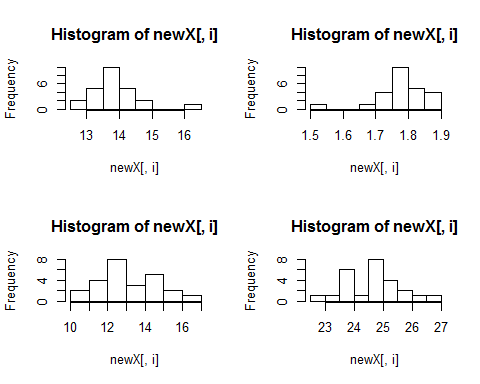 Histogram of newX[, i]
Frequency
0 6
13 14 15 16
newX[, i]
Histogram of newX[, i]
Frequency
0 6
1.5 1.6 1.7 1.8 1.9
newX[, i]
Histogram of newX[, i]
Frequency
0 4 8
10 12 14 16
newX[, i]
Histogram of newX[, i]
Frequency
0 4 8
23 24 25 26 27
newX[, i]